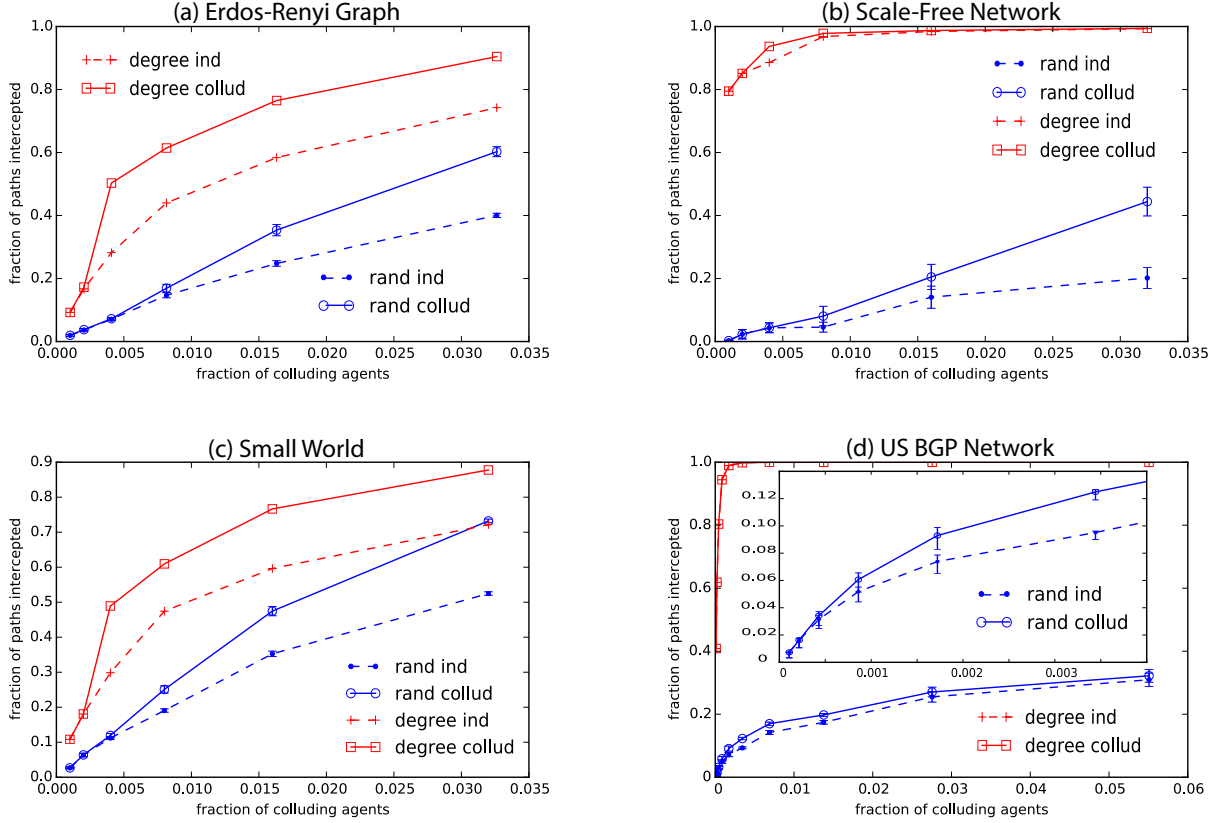 (a) Erdos-Renyi Graph
1.0
0.8
0.6
0.4
0.2
0.0
fraction of paths intercepted
degree ind
degree collud
rand ind
rand collud
0.000 0.005 0.010 0.015 0.020 0.025 0.030 0.035
fraction of colluding agents
(b) Scale-Free Network
1.0
0.8
0.6
0.4
0.2
0.0
fraction of paths intercepted
rand ind
rand collud
degree ind
degree collud
0.000 0.005 0.010 0.015 0.020 0.025 0.030 0.035
fraction of colluding agents
(c) Small World
0.9
0.8
0.7
0.6
0.5
0.4
0.3
0.2
0.1
0.0
fraction of paths intercepted
rand ind
rand collud
degree ind
degree collud
0.000 0.005 0.010 0.015 0.020 0.025 0.030 0.035
fraction of colluding agents
(d) US BGP Network
1.0
0.8
0.6
0.4
0.2
0.0
fraction of paths intercepted
0.12
0.10
0.08
0.06
0.04
0.02
0
0 0.001 0.002 0.003
rand ind
rand collud
degree ind
degree collud
0 0.01 0.02 0.03 0.04 0.05 0.06
fraction of colluding agents